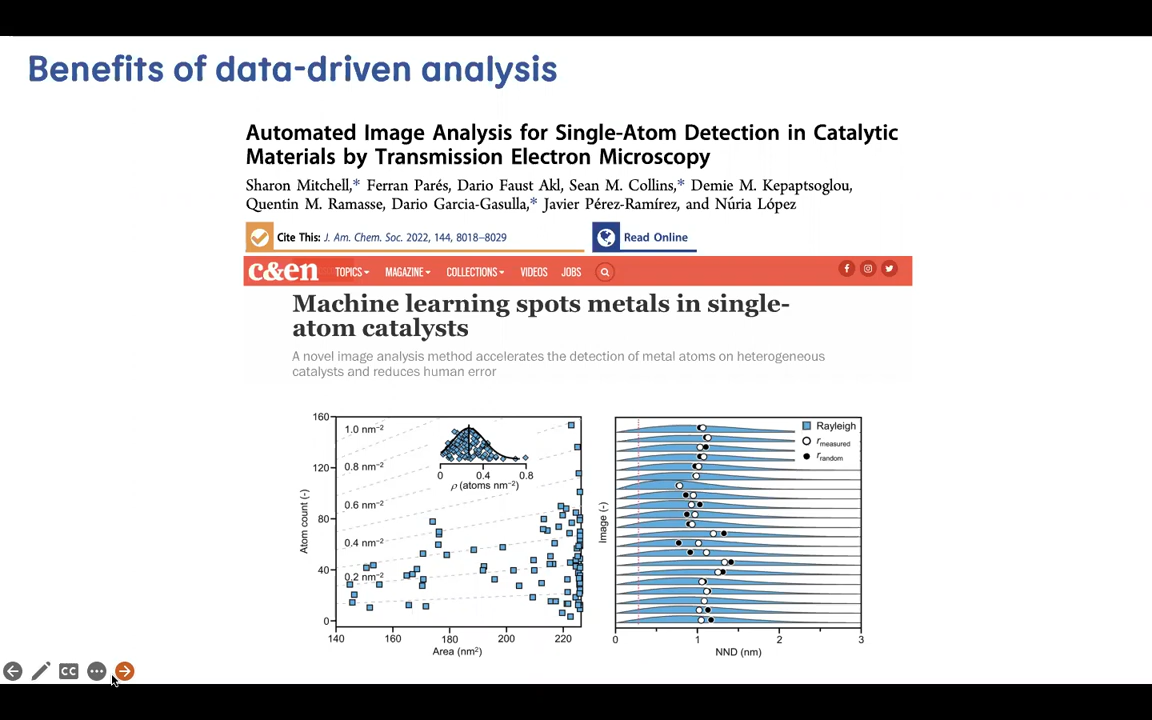 Benefits of data-driven analysis
Automated Image Analysis for Single-Atom Detection in Catalytic
Materials by Transmission Electron Microscopy
Sharon Mitchell,* Ferran Parés, Dario Faust Akl, Sean M. Collins,* Demie M. Kepaptsoglou,
Quentin M. Ramasse, Dario Garcia-Gasulla,* Javier Pérez-Ramírez, and Núria López
Cite This: J. Am. Chem. Soc. 2022, 144, 8018–8029
Read Online
c&en TOPICS MAGAZINE COLLECTIONS VIDEOS JOBS
Machine learning spots metals in single-
atom catalysts
A novel image analysis method accelerates the detection of metal atoms on heterogeneous
catalysts and reduces human error
160
120
80
40
0
Atom count (-)
1.0 nm⁻²
0.8 nm⁻²
0.6 nm⁻²
0.4 nm⁻²
0.2 nm⁻²
0 0.4 0.8
ρ (atoms nm⁻²)
140 160 180 200 220
Area (nm²)
Image (-)
Rayleigh
r measured
r random
0 1 2 3
NND (nm)
CC